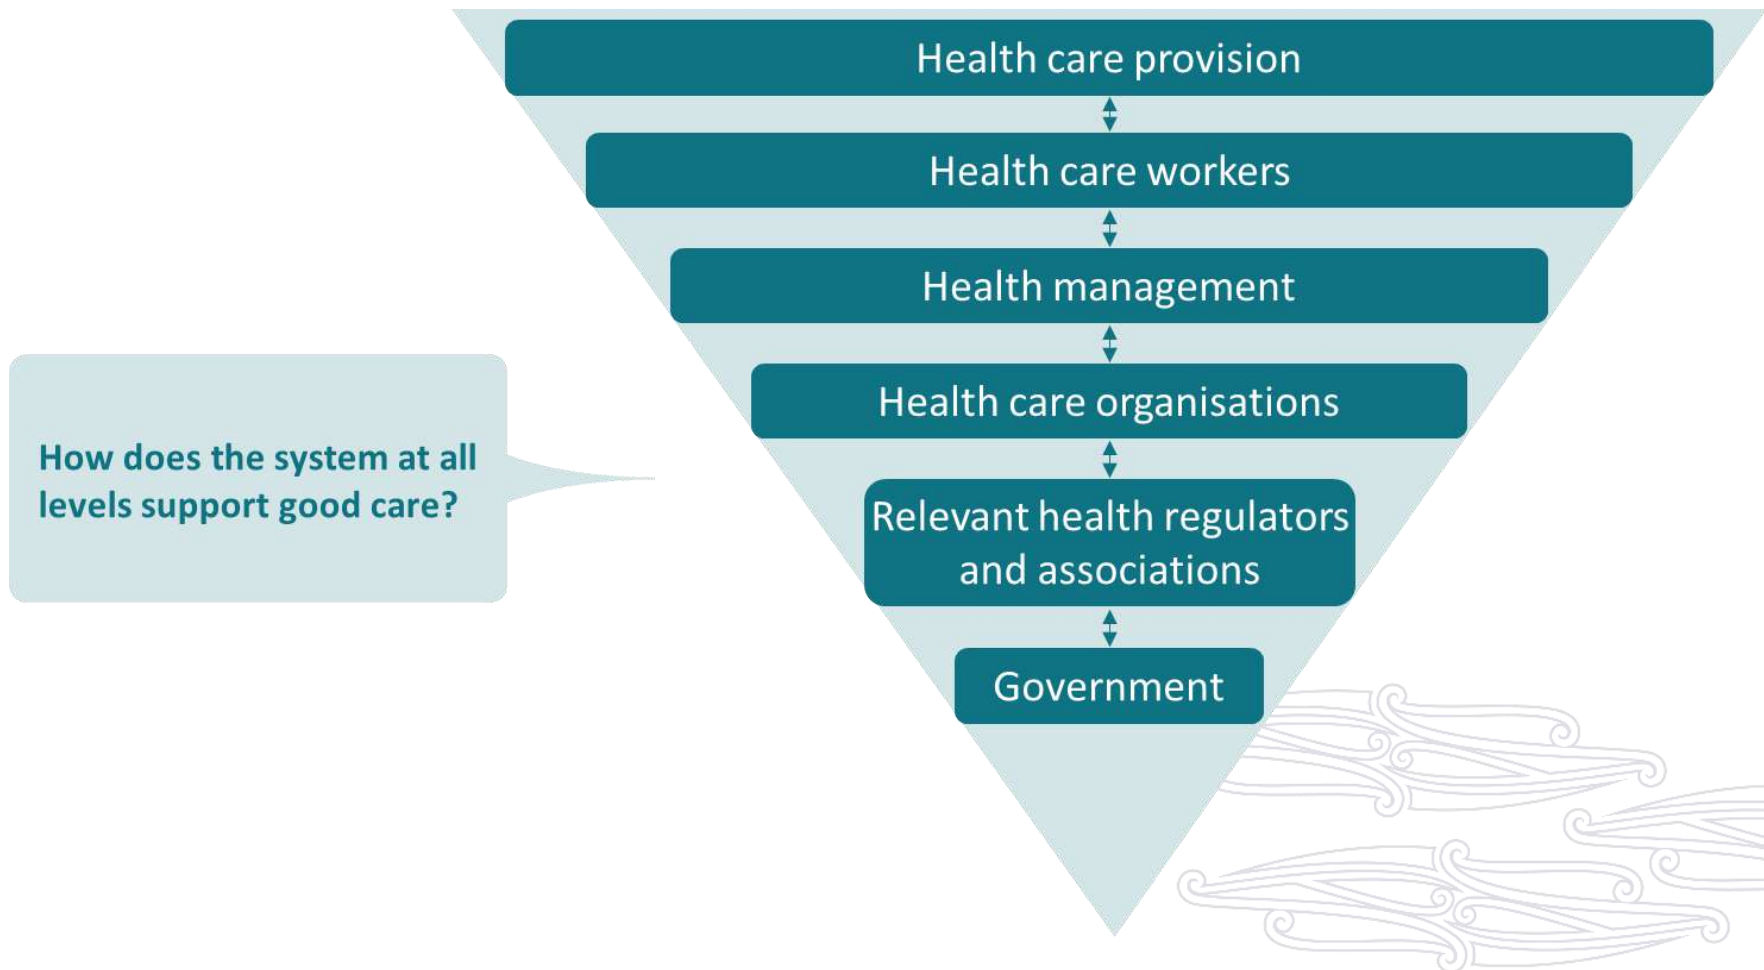 Health care provision
Health care workers
Health management
Health care organisations
How does the system at all
levels support good care?
Relevant health regulators
and associations
Government